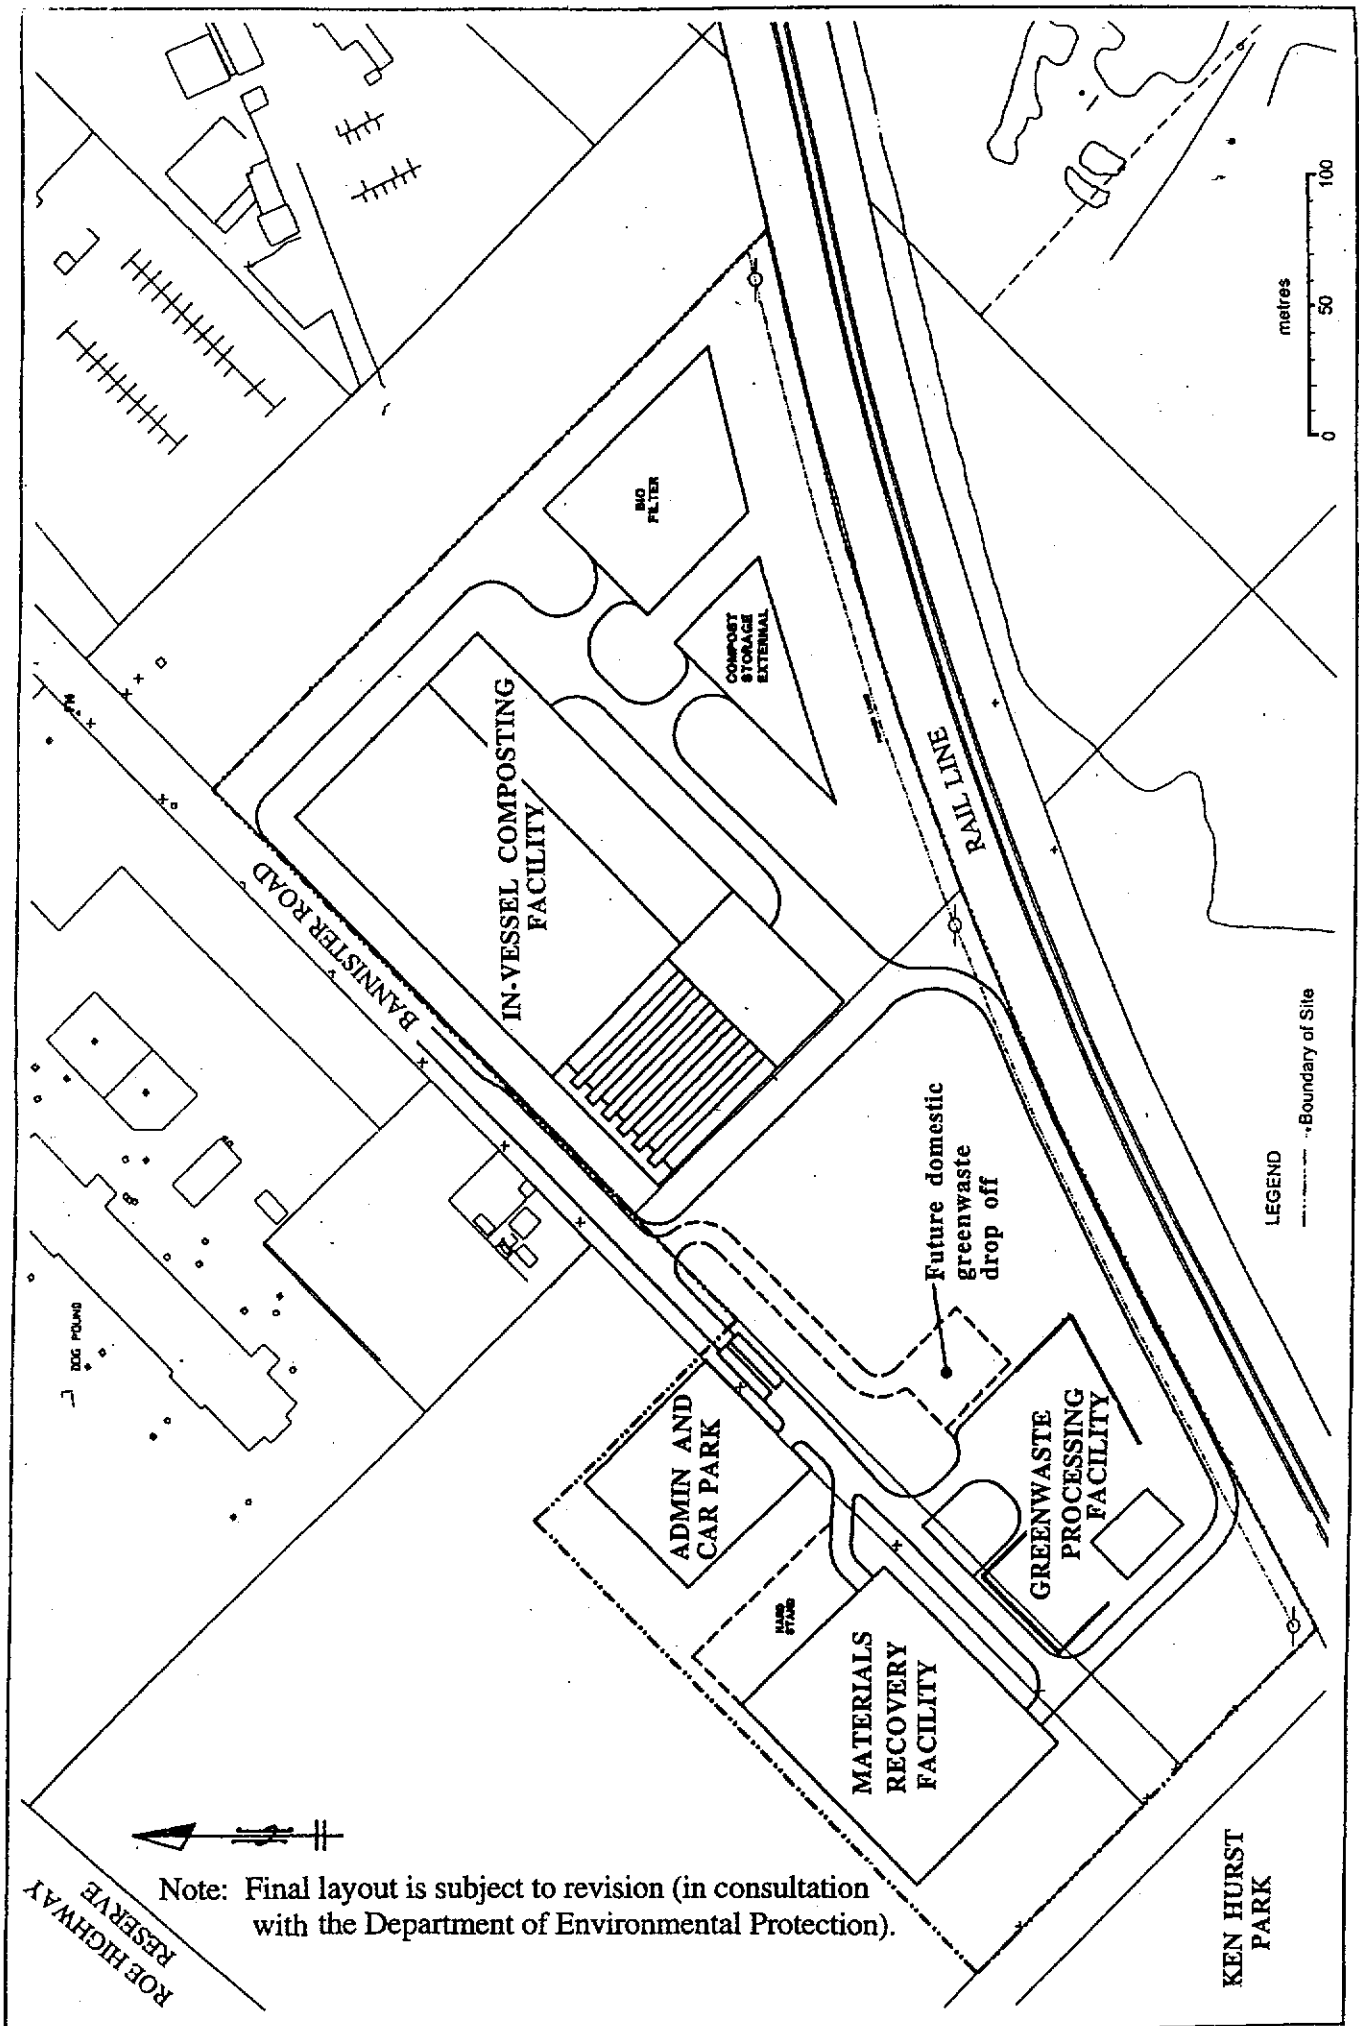 BIO
FILTER
COMPOST
STORAGE
EXTERNAL
IN-VESSEL COMPOSTING
FACILITY
BANNISTER ROAD
RAIL LINE
metres
0
50
100
DOG POUND
Future domestic
greenwaste
drop off
ADMIN AND
CAR PARK
HARD
STAND
GREENWASTE
PROCESSING
FACILITY
MATERIALS
RECOVERY
FACILITY
LEGEND
Boundary of Site
ROE HIGHWAY
RESERVE
Note: Final layout is subject to revision (in consultation
with the Department of Environmental Protection).
KEN HURST
PARK